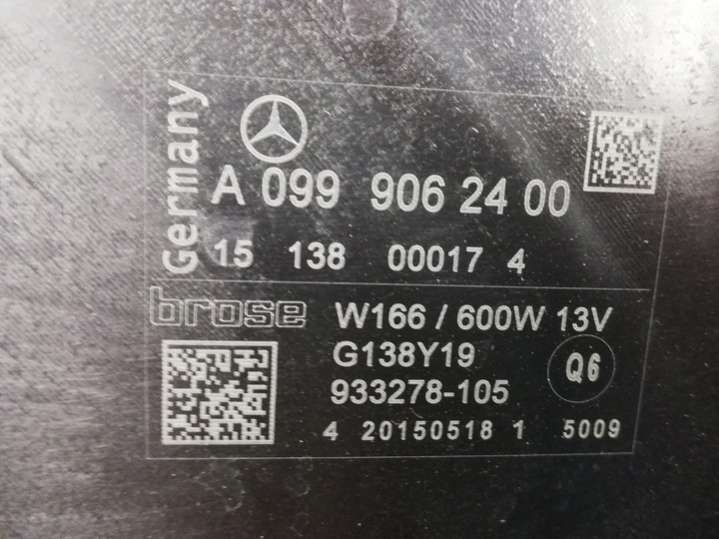 Germany
A 099 906 24 00
15 138 00017 4
brose
W166 / 600W 13V
G138Y19
Q6
933278-105
4 20150518 1 5009